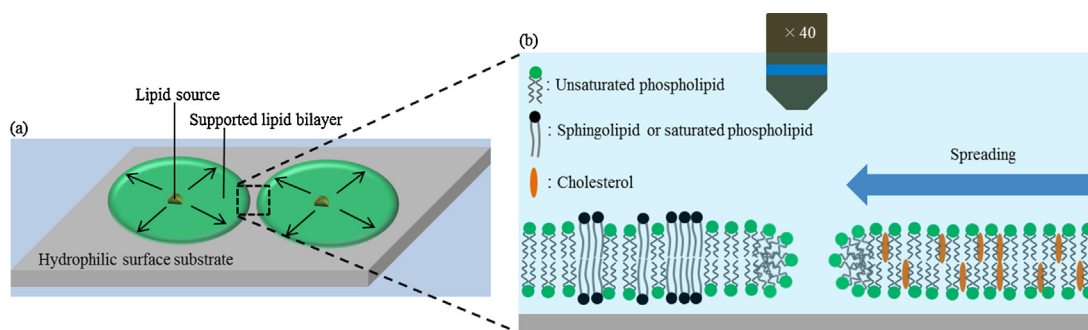 (a)
Lipid source
Supported lipid bilayer
Hydrophilic surface substrate
(b)
× 40
: Unsaturated phospholipid
: Sphingolipid or saturated phospholipid
: Cholesterol
Spreading